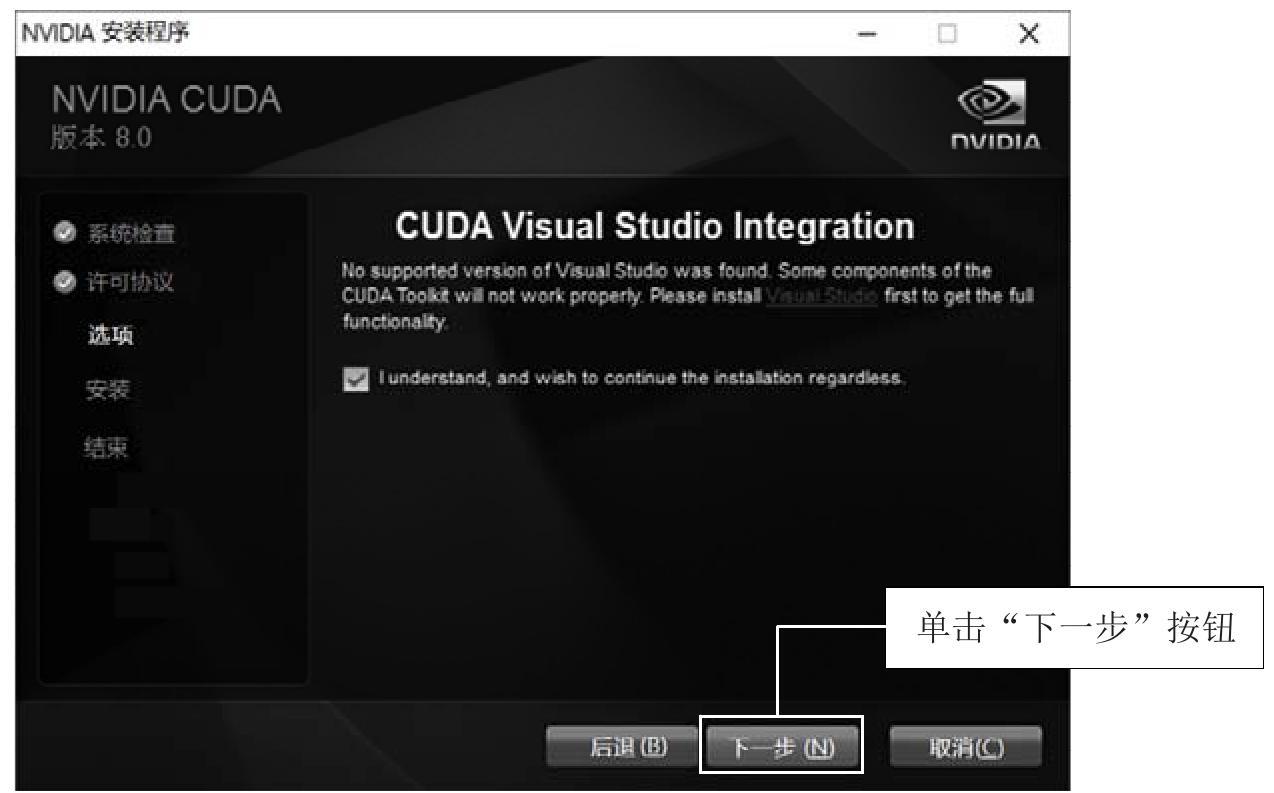 NVIDIA 安装程序
NVIDIA CUDA
版本 8.0
NVIDIA
系统检查
许可协议
选项
安装
结束
CUDA Visual Studio Integration
No supported version of Visual Studio was found. Some components of the
CUDA Toolkit will not work properly. Please install Visual Studio first to get the full
functionality.
I understand, and wish to continue the installation regardless.
单击“下一步”按钮
后退 (B)
下一步 (N)
取消(C)